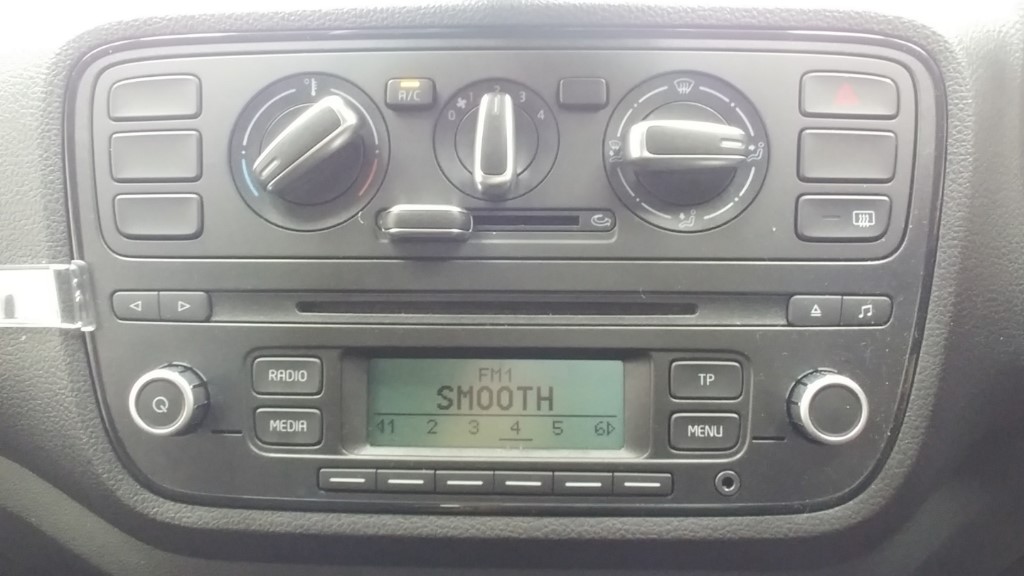 A/C
0 1 2 3 4
RADIO
FM1
TP
SMOOTH
MEDIA
1 2 3 4 5 6
MENU